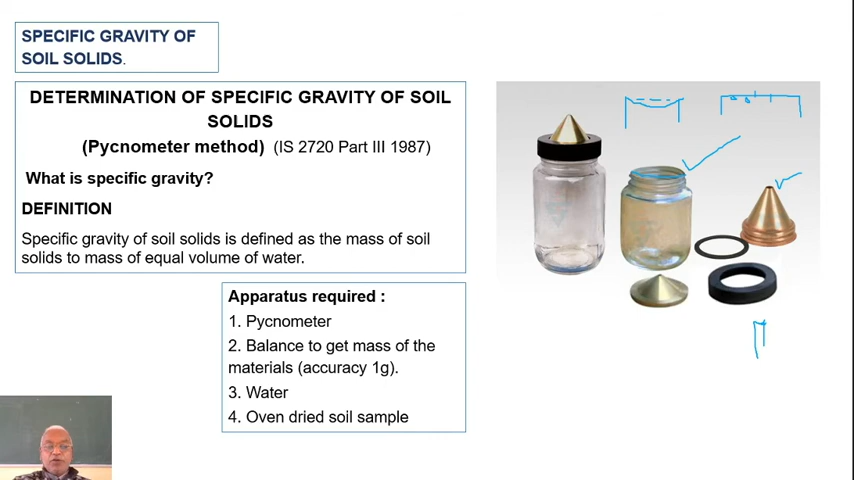 SPECIFIC GRAVITY OF
SOIL SOLIDS.
DETERMINATION OF SPECIFIC GRAVITY OF SOIL
SOLIDS
(Pycnometer method) (IS 2720 Part III 1987)
What is specific gravity?
DEFINITION
Specific gravity of soil solids is defined as the mass of soil
solids to mass of equal volume of water.
Apparatus required :
1. Pycnometer
2. Balance to get mass of the
materials (accuracy 1g).
3. Water
4. Oven dried soil sample